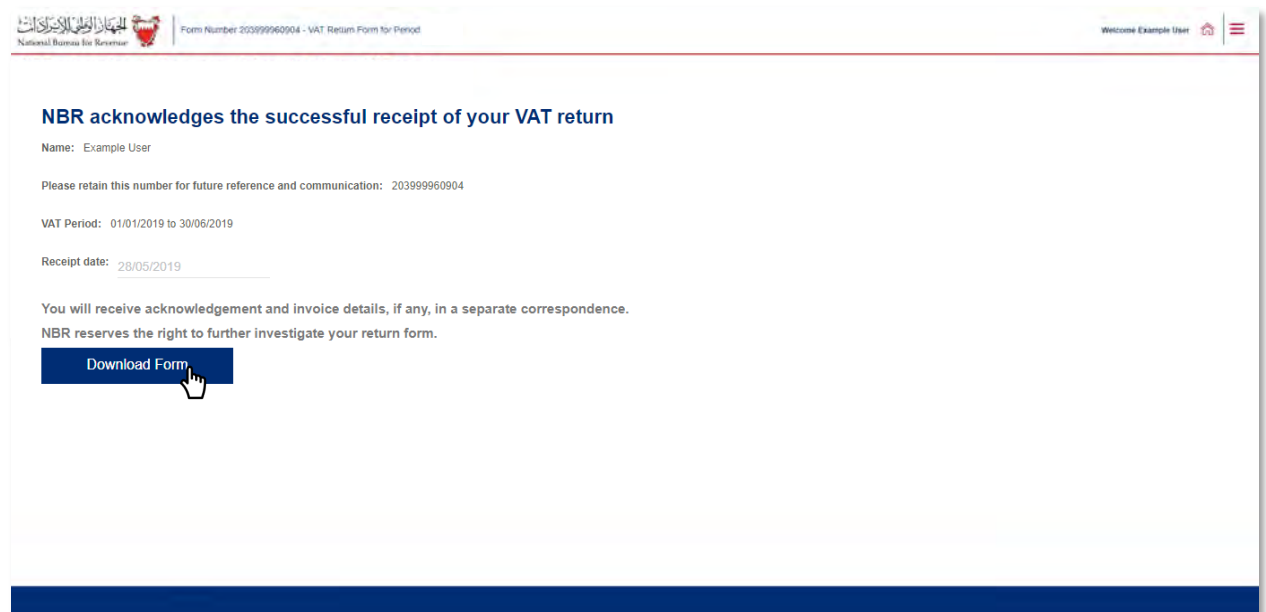 الجهاز الوطني للإيرادات
National Bureau for Revenue
Form Number 203999960904 - VAT Return Form for Period
Welcome Example User
NBR acknowledges the successful receipt of your VAT return
Name: Example User
Please retain this number for future reference and communication: 203999960904
VAT Period: 01/01/2019 to 30/06/2019
Receipt date: 28/05/2019
You will receive acknowledgement and invoice details, if any, in a separate correspondence.
NBR reserves the right to further investigate your return form.
Download Form